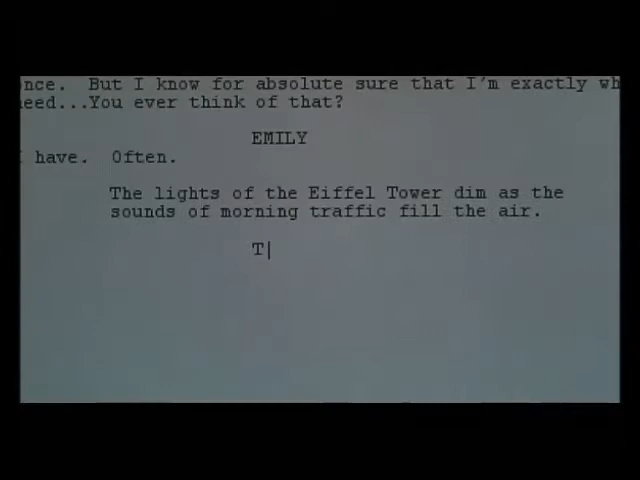 nce. But I know for absolute sure that I'm exactly wh
eed...You ever think of that?
EMILY
have. Often.
The lights of the Eiffel Tower dim as the
sounds of morning traffic fill the air.
T|